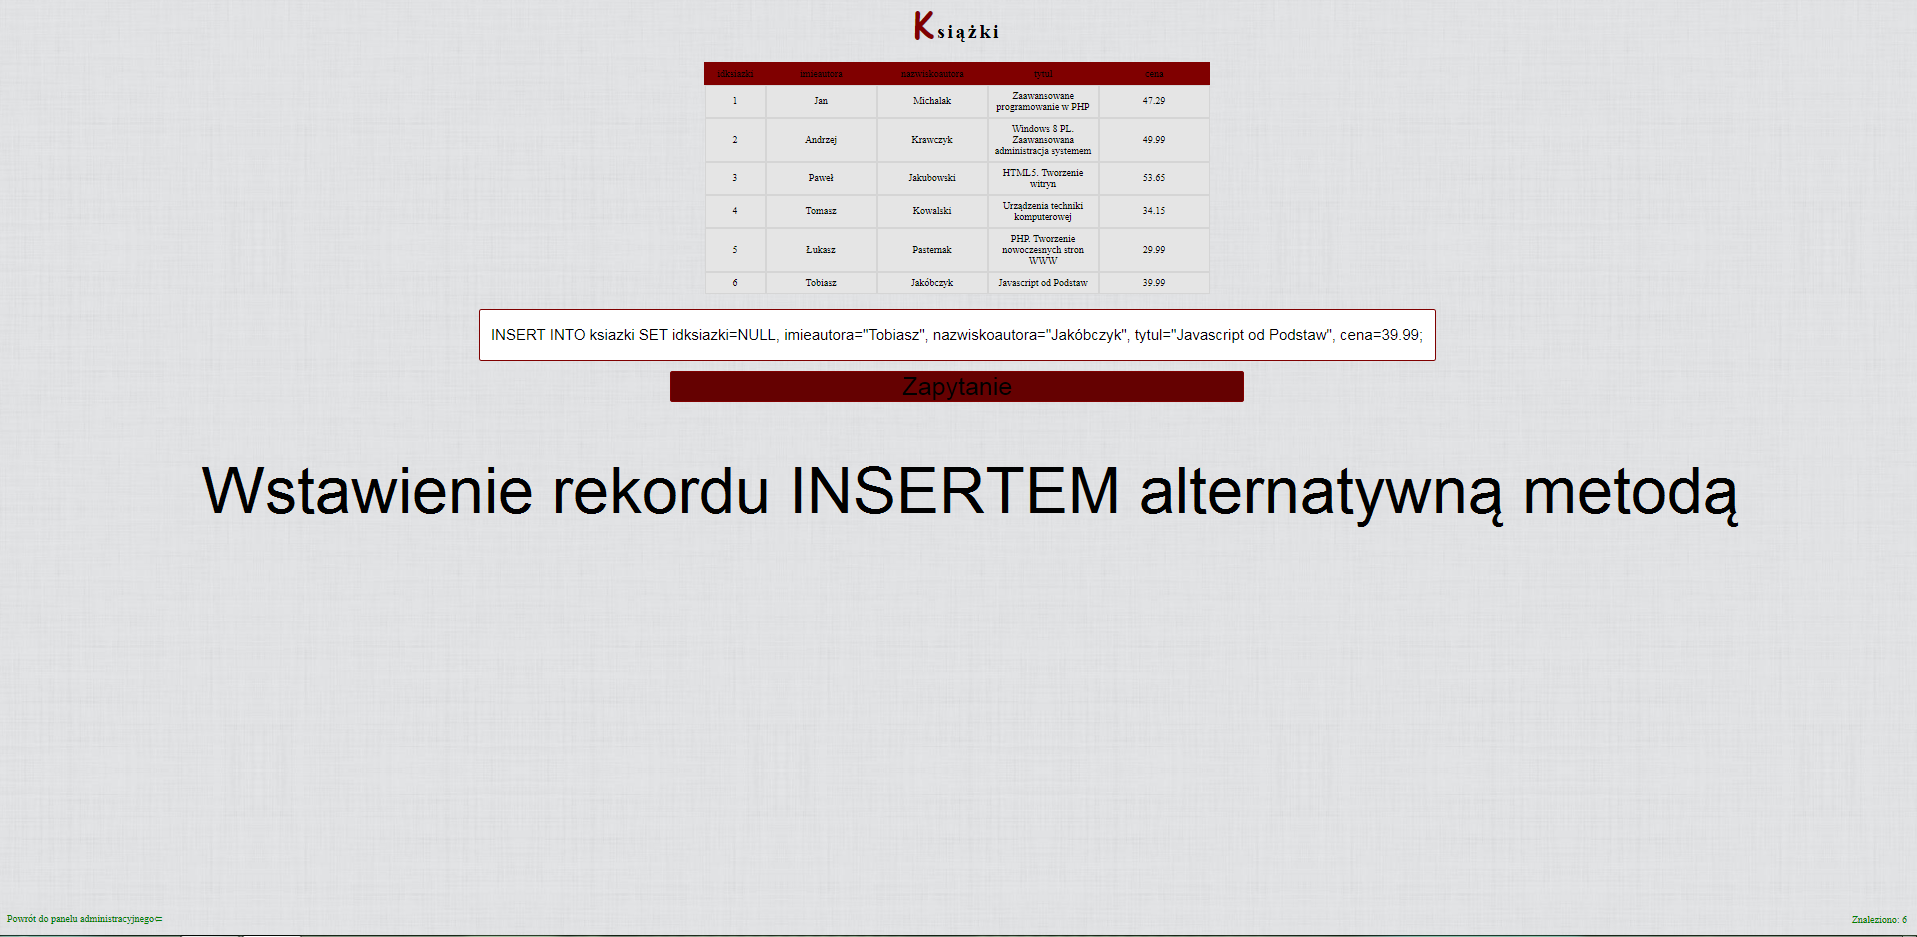 Książki
idksiazki imieautora nazwiskoautora tytul cena
1 Jan Michalak Zaawansowane programowanie w PHP 47.29
2 Andrzej Krawczyk Windows 8 PL. Zaawansowana administracja systemem 49.99
3 Paweł Jakubowski HTML5. Tworzenie witryn 53.65
4 Tomasz Kowalski Urządzenia techniki komputerowej 34.15
5 Łukasz Pasternak PHP. Tworzenie nowoczesnych stron WWW 29.99
6 Tobiasz Jakóbczyk Javascript od Podstaw 39.99
INSERT INTO ksiazki SET idksiazki=NULL, imieautora="Tobiasz", nazwiskoautora="Jakóbczyk", tytul="Javascript od Podstaw", cena=39.99;
Zapytanie
Wstawienie rekordu INSERTEM alternatywną metodą
Powrót do panelu administracyjnego⇐
Znaleziono: 6